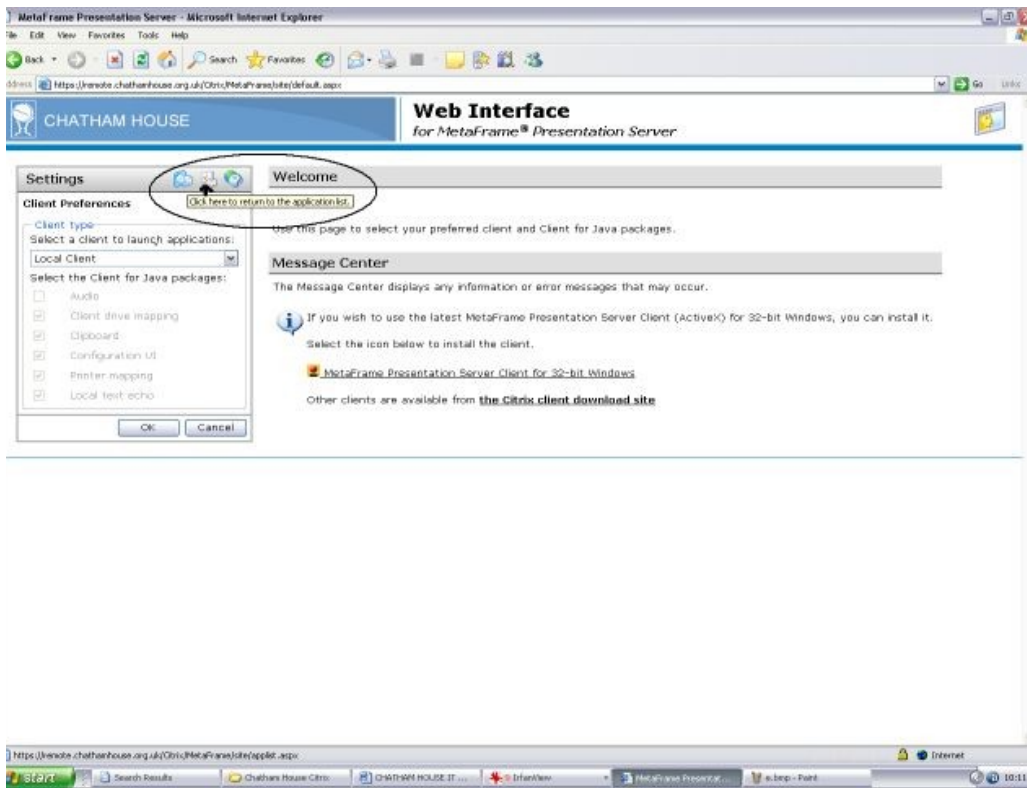 MetaFrame Presentation Server - Microsoft Internet Explorer
File Edit View Favorites Tools Help
Back Search Favorites
Address https://remote.chathamhouse.org.uk/Citrix/MetaFrame/site/default.aspx Go Links
CHATHAM HOUSE
Web Interface
for MetaFrame® Presentation Server
Settings
Welcome
Click here to return to the application list.
Client Preferences
Client type
Select a client to launch applications:
Local Client
Select the Client for Java packages:
Audio
Client drive mapping
Clipboard
Configuration UI
Printer mapping
Local text echo
OK Cancel
Use this page to select your preferred client and Client for Java packages.
Message Center
The Message Center displays any information or error messages that may occur.
If you wish to use the latest MetaFrame Presentation Server Client (ActiveX) for 32-bit Windows, you can install it.
Select the icon below to install the client.
MetaFrame Presentation Server Client for 32-bit Windows
Other clients are available from the Citrix client download site
https://remote.chathamhouse.org.uk/Citrix/MetaFrame/site/applist.aspx Internet
start Search Results Chatham House Citrix CHATHAM HOUSE IT ... IrfanView MetaFrame Presentat... e.bmp - Paint 10:11